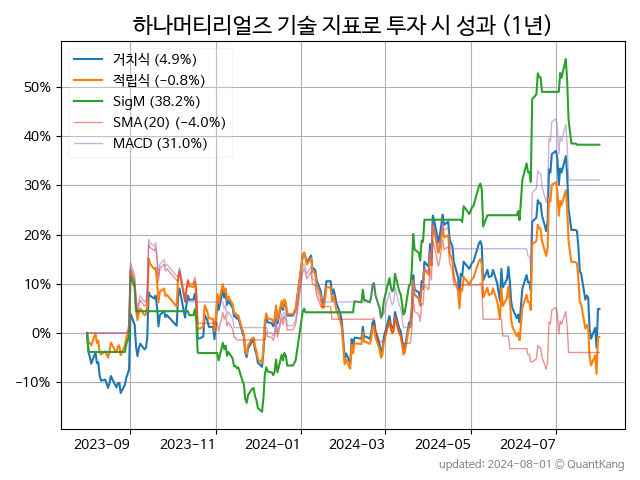 하나머티리얼즈 기술 지표로 투자 시 성과 (1년)
거치식 (4.9%)
적립식 (−0.8%)
SigM (38.2%)
SMA(20) (−4.0%)
MACD (31.0%)
50%
40%
30%
20%
10%
0%
−10%
2023-09
2023-11
2024-01
2024-03
2024-05
2024-07
updated: 2024-08-01 © QuantKang